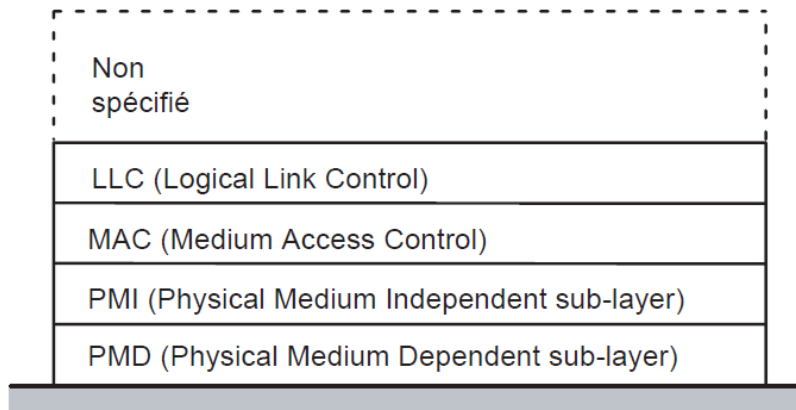 Non
spécifié
LLC (Logical Link Control)
MAC (Medium Access Control)
PMI (Physical Medium Independent sub-layer)
PMD (Physical Medium Dependent sub-layer)